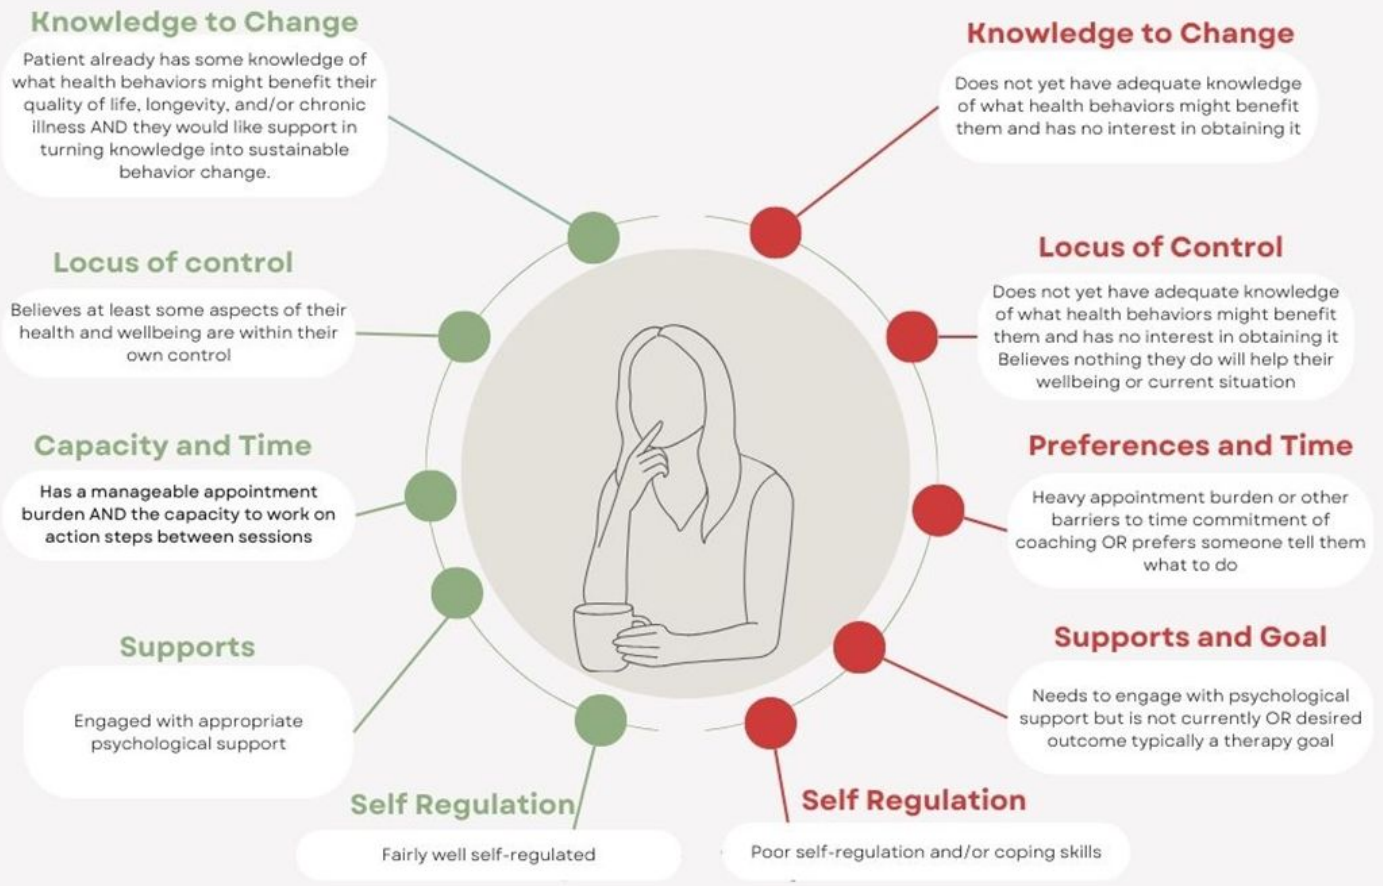 Knowledge to Change
Patient already has some knowledge of
what health behaviors might benefit their
quality of life, longevity, and/or chronic
illness AND they would like support in
turning knowledge into sustainable
behavior change.
Locus of control
Believes at least some aspects of their
health and wellbeing are within their
own control
Capacity and Time
Has a manageable appointment
burden AND the capacity to work on
action steps between sessions
Supports
Engaged with appropriate
psychological support
Self Regulation
Fairly well self-regulated
Knowledge to Change
Does not yet have adequate knowledge
of what health behaviors might benefit
them and has no interest in obtaining it
Locus of Control
Does not yet have adequate knowledge
of what health behaviors might benefit
them and has no interest in obtaining it
Believes nothing they do will help their
wellbeing or current situation
Preferences and Time
Heavy appointment burden or other
barriers to time commitment of
coaching OR prefers someone tell them
what to do
Supports and Goal
Needs to engage with psychological
support but is not currently OR desired
outcome typically a therapy goal
Self Regulation
Poor self-regulation and/or coping skills